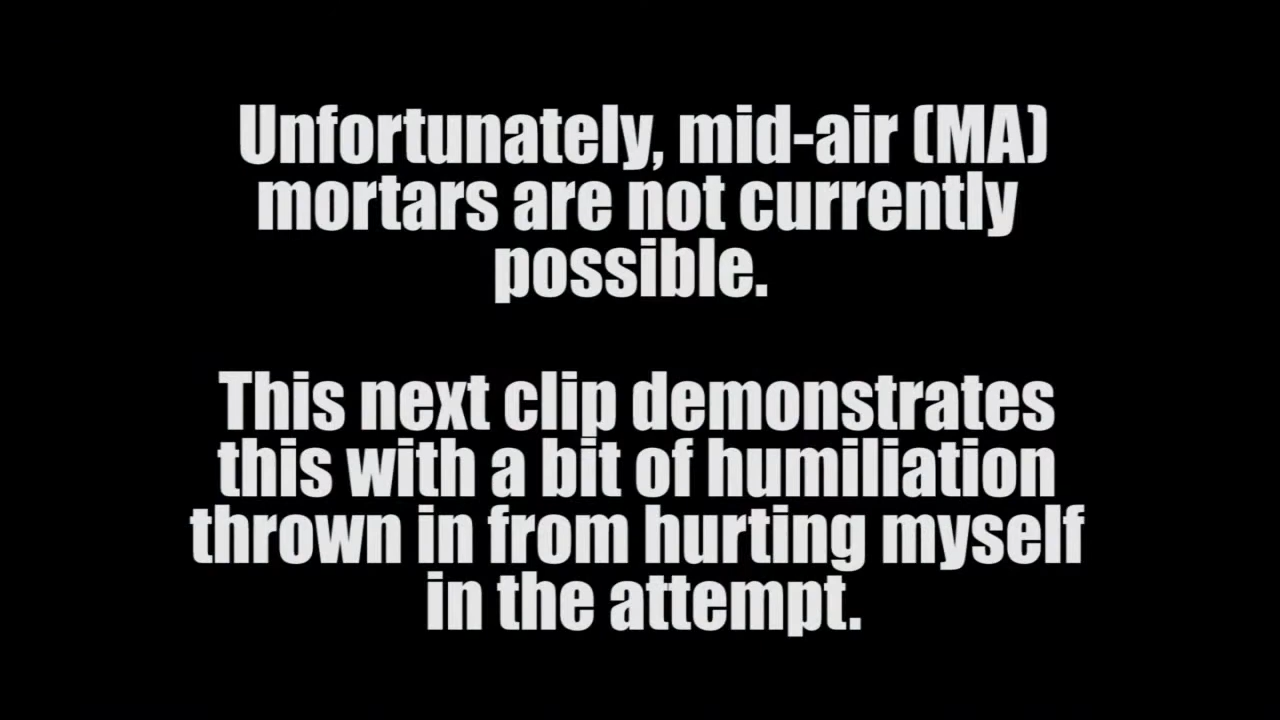 Unfortunately, mid-air (MA)
mortars are not currently
possible.
This next clip demonstrates
this with a bit of humiliation
thrown in from hurting myself
in the attempt.